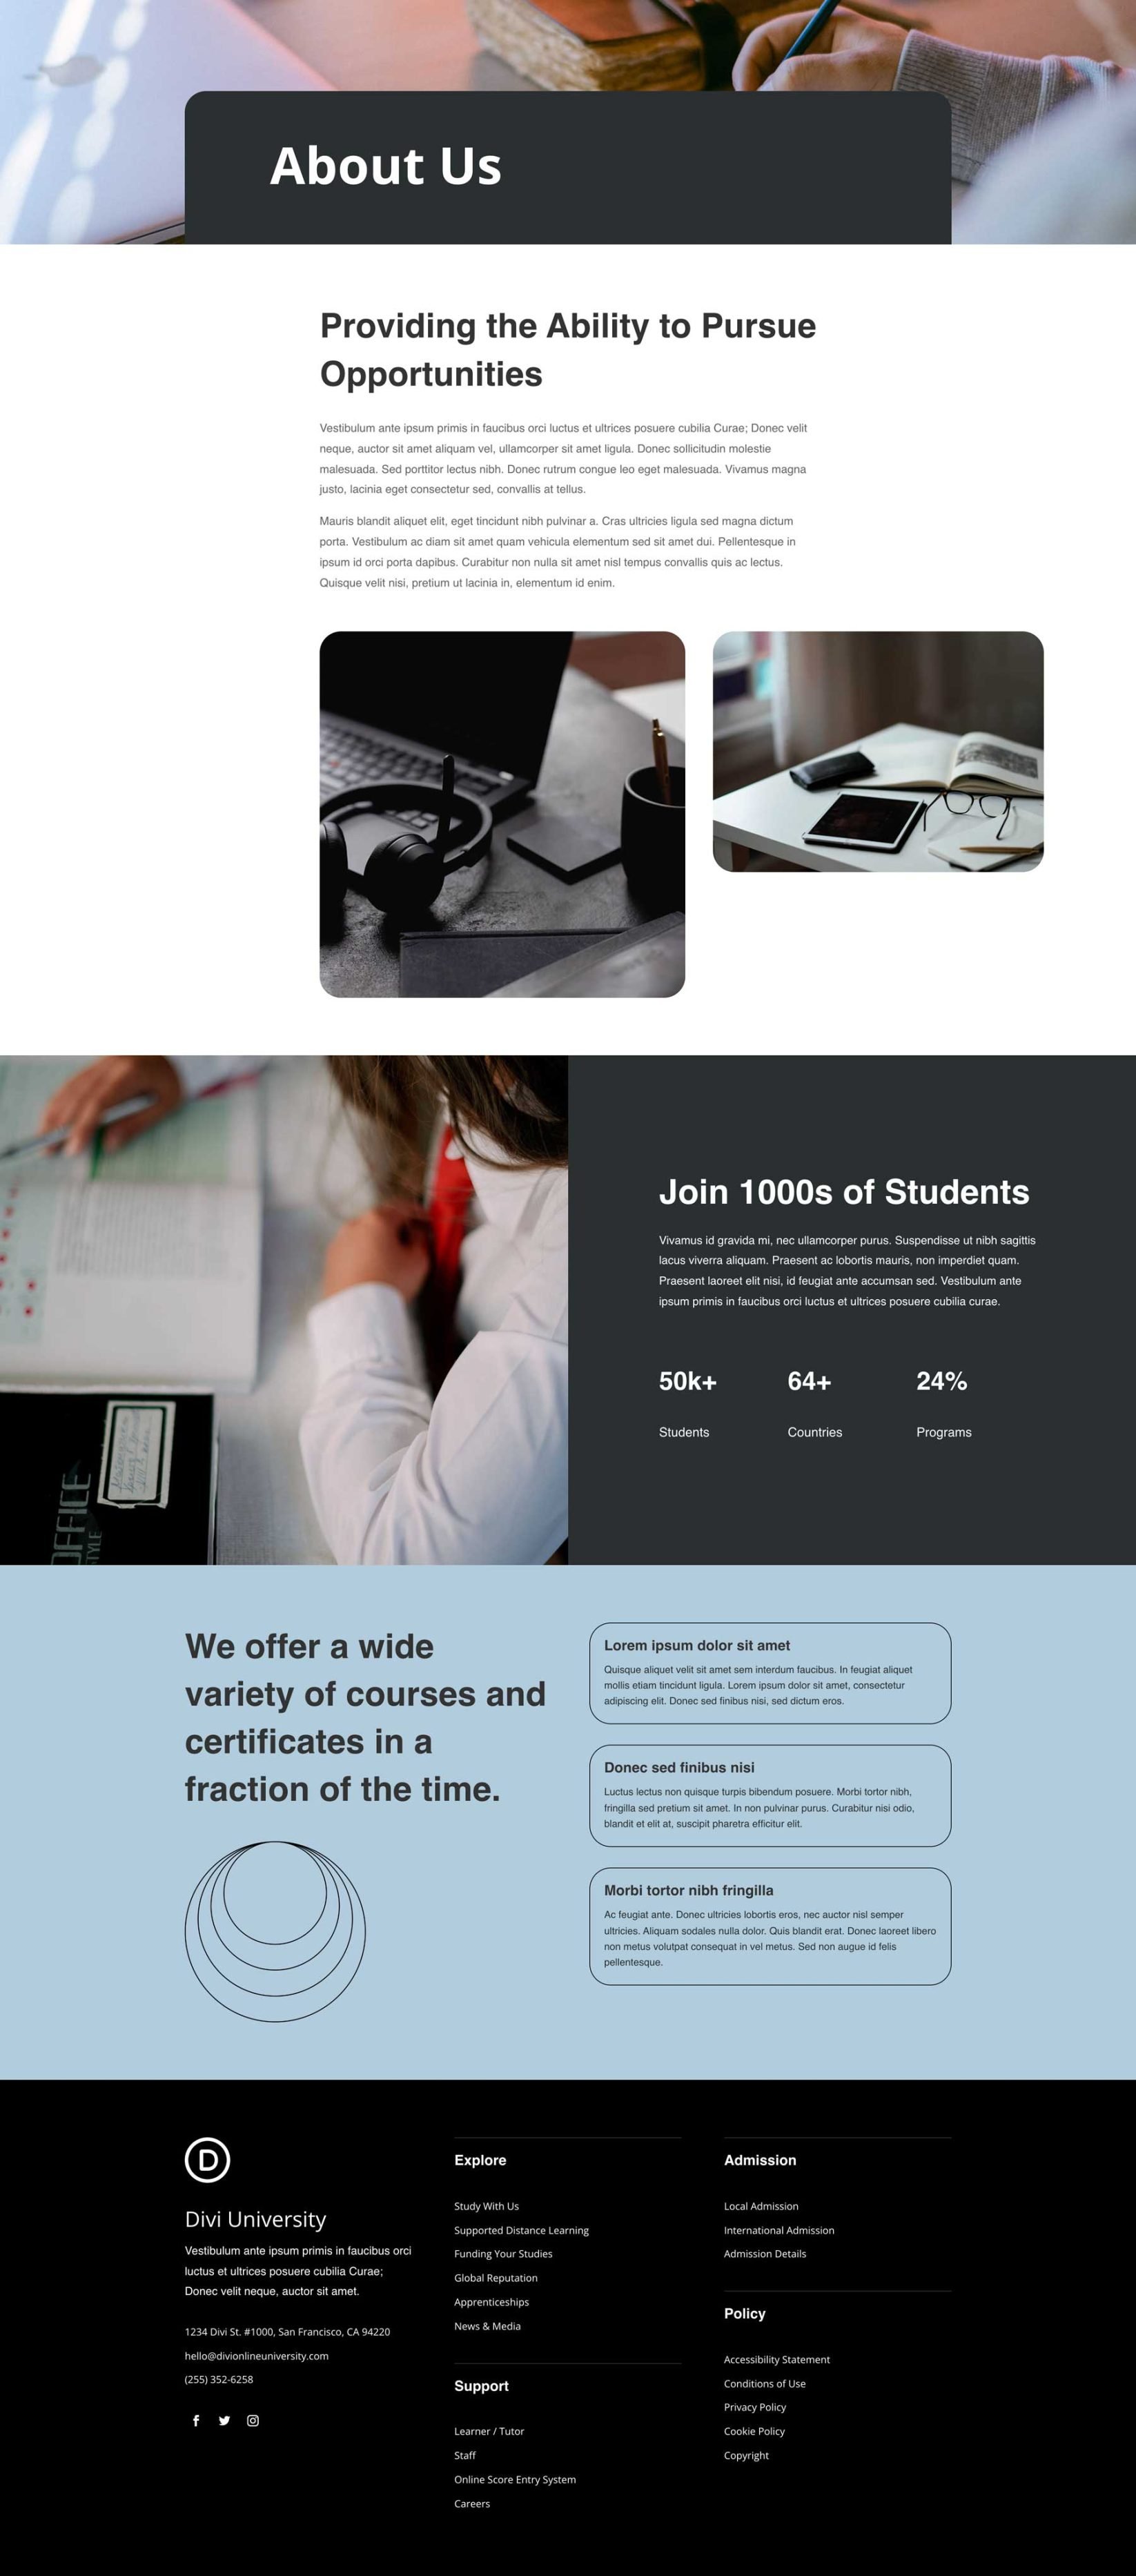 About Us
Providing the Ability to Pursue
Opportunities
Vestibulum ante ipsum primis in faucibus orci luctus et ultrices posuere cubilia Curae; Donec velit
neque, auctor sit amet aliquam vel, ullamcorper sit amet ligula. Donec sollicitudin molestie
malesuada. Sed porttitor lectus nibh. Donec rutrum congue leo eget malesuada. Vivamus magna
justo, lacinia eget consectetur sed, convallis at tellus.
Mauris blandit aliquet elit, eget tincidunt nibh pulvinar a. Cras ultricies ligula sed magna dictum
porta. Vestibulum ac diam sit amet quam vehicula elementum sed sit amet dui. Pellentesque in
ipsum id orci porta dapibus. Curabitur non nulla sit amet nisl tempus convallis quis ac lectus.
Quisque velit nisi, pretium ut lacinia in, elementum id enim.
OFFICE
STYLE
Join 1000s of Students
Vivamus id gravida mi, nec ullamcorper purus. Suspendisse ut nibh sagittis
lacus viverra aliquam. Praesent ac lobortis mauris, non imperdiet quam.
Praesent laoreet elit nisi, id feugiat ante accumsan sed. Vestibulum ante
ipsum primis in faucibus orci luctus et ultrices posuere cubilia curae.
50k+ 64+ 24%
Students Countries Programs
We offer a wide
variety of courses and
certificates in a
fraction of the time.
Lorem ipsum dolor sit amet
Quisque aliquet velit sit amet sem interdum faucibus. In feugiat aliquet
mollis etiam tincidunt ligula. Lorem ipsum dolor sit amet, consectetur
adipiscing elit. Donec sed finibus nisi, sed dictum eros.
Donec sed finibus nisi
Luctus lectus non quisque turpis bibendum posuere. Morbi tortor nibh,
fringilla sed pretium sit amet. In non pulvinar purus. Curabitur nisi odio,
blandit et elit at, suscipit pharetra efficitur elit.
Morbi tortor nibh fringilla
Ac feugiat ante. Donec ultricies lobortis eros, nec auctor nisl semper
ultricies. Aliquam sodales nulla dolor. Quis blandit erat. Donec laoreet libero
non metus volutpat consequat in vel metus. Sed non augue id felis
pellentesque.
D
Divi University
Vestibulum ante ipsum primis in faucibus orci
luctus et ultrices posuere cubilia Curae;
Donec velit neque, auctor sit amet.
1234 Divi St. #1000, San Francisco, CA 94220
hello@divionlineuniversity.com
(255) 352-6258
Explore
Study With Us
Supported Distance Learning
Funding Your Studies
Global Reputation
Apprenticeships
News & Media
Support
Learner / Tutor
Staff
Online Score Entry System
Careers
Admission
Local Admission
International Admission
Admission Details
Policy
Accessibility Statement
Conditions of Use
Privacy Policy
Cookie Policy
Copyright